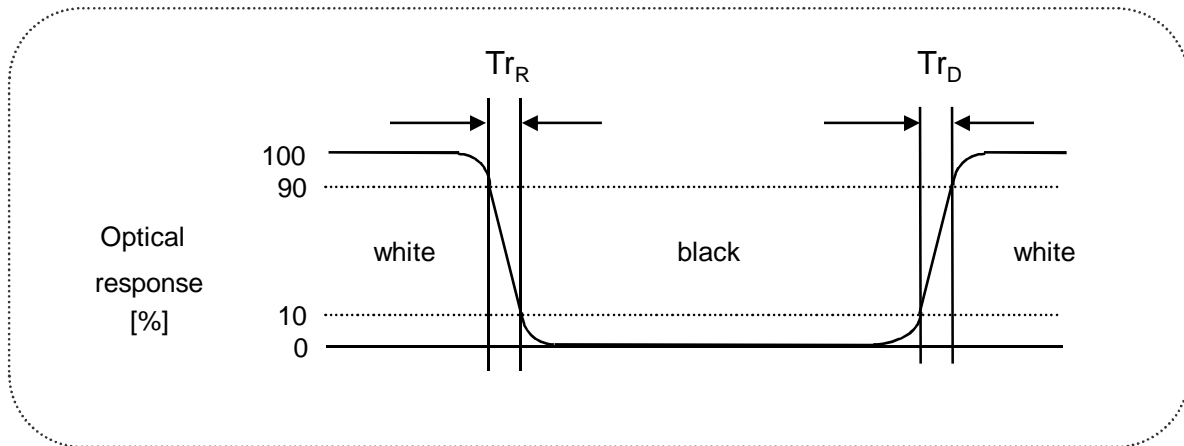 Tr_R Tr_D
100
90
Optical
response
[%]
white black white
10
0